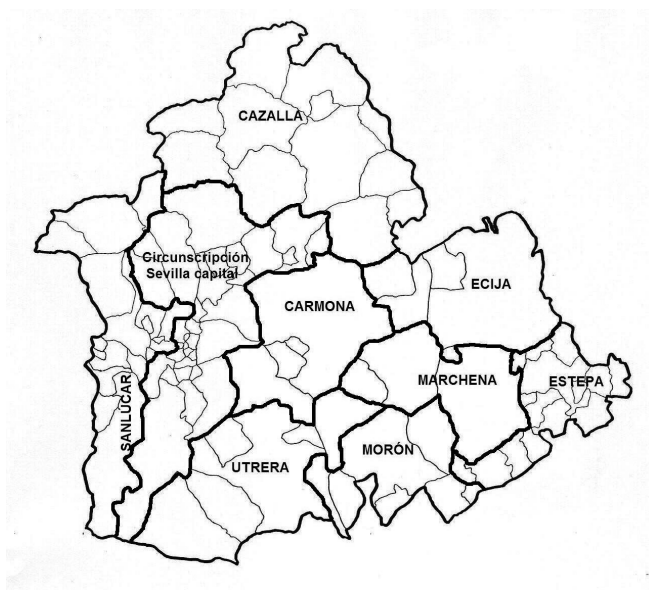 CAZALLA
Circunscripción
Sevilla capital
ECIJA
CARMONA
MARCHENA
ESTEPA
SANLÚCAR
MORÓN
UTRERA